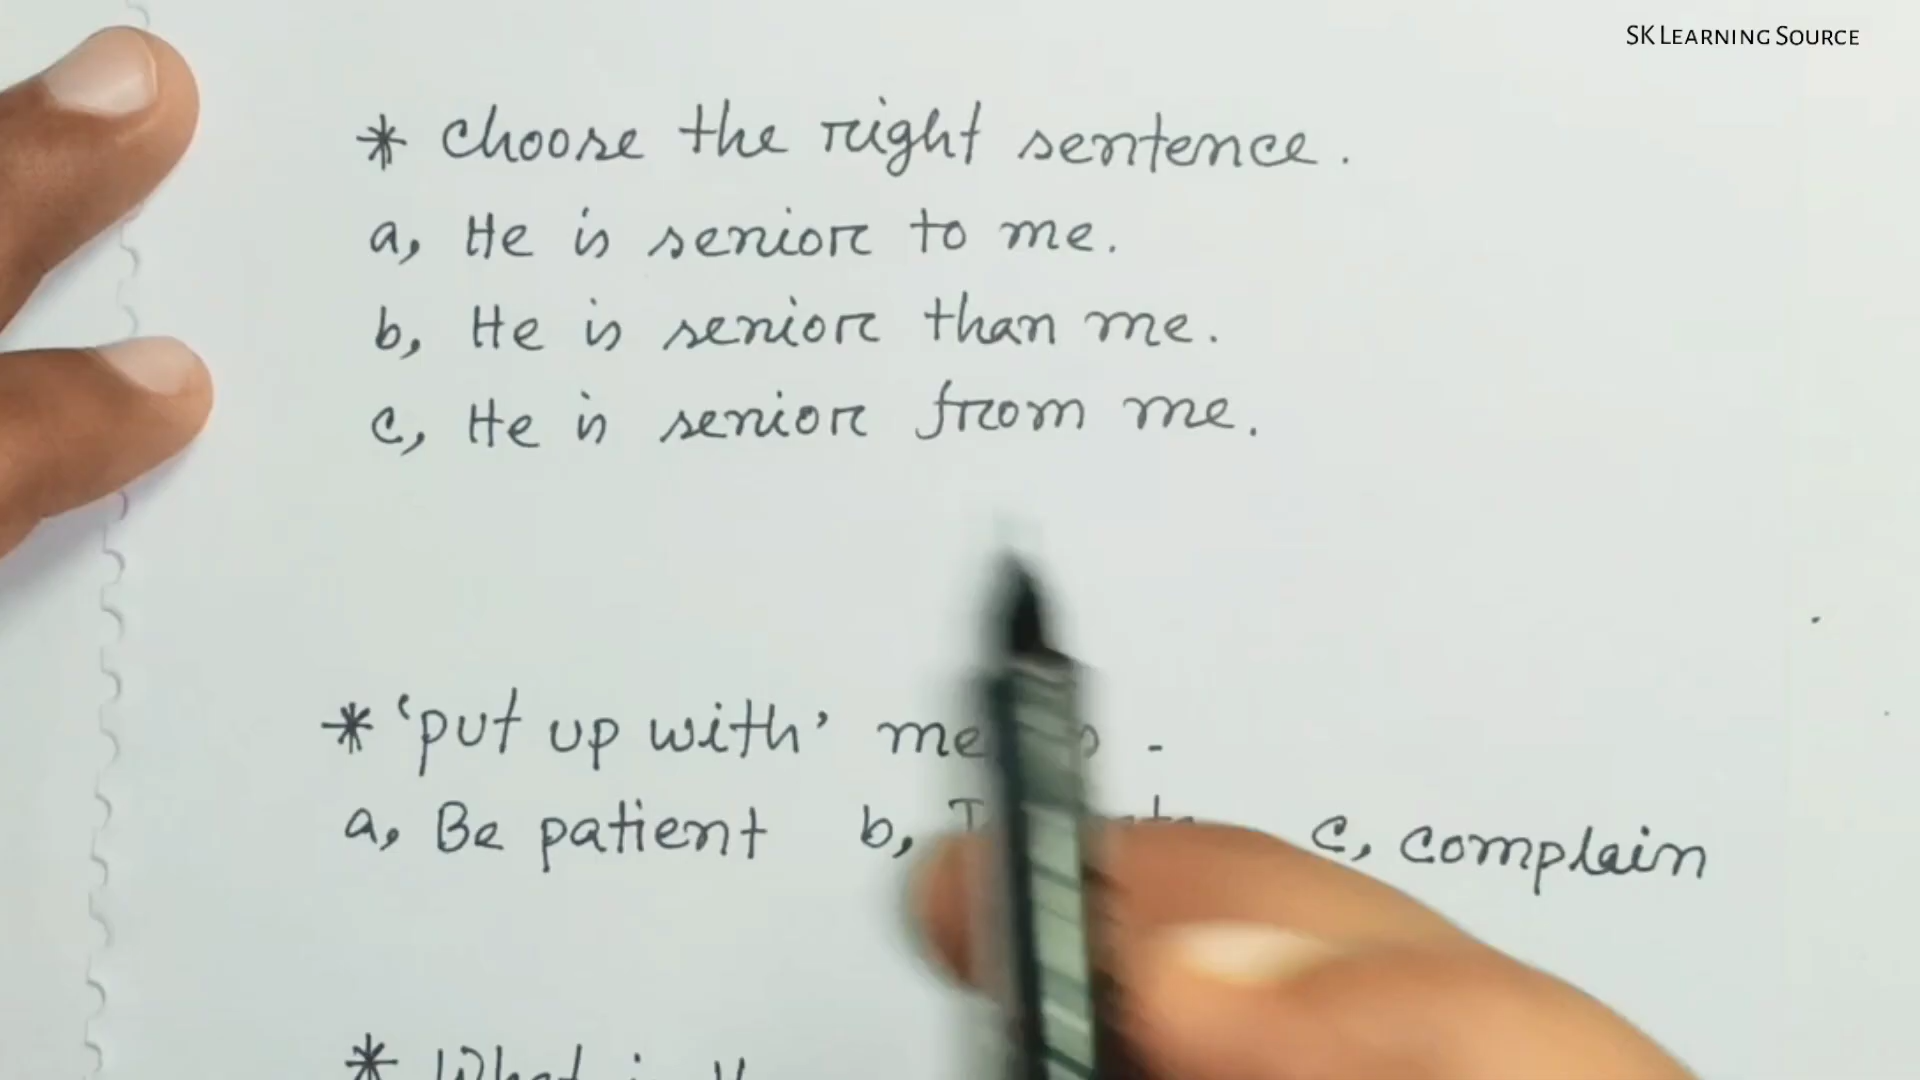 SK LEARNING SOURCE
* choose the right sentence.
a, He is senior to me.
b, He is senior than me.
c, He is senior from me.
* 'put up with' -
a, Be patient b, c, complain
* What